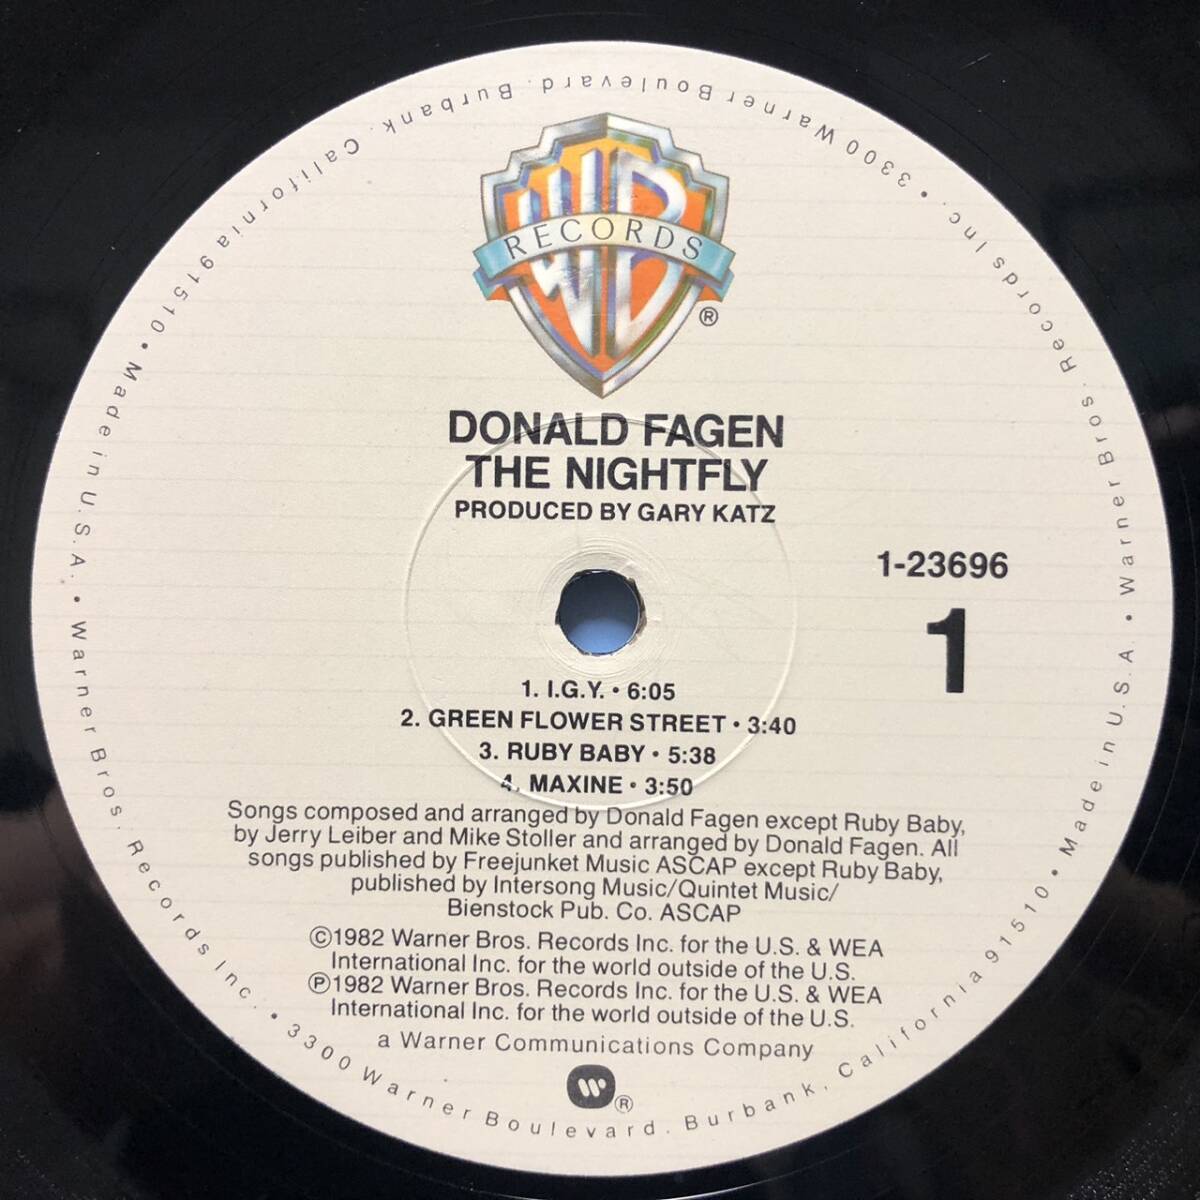 WB
RECORDS
®
DONALD FAGEN
THE NIGHTFLY
PRODUCED BY GARY KATZ
1-23696
1
1. I.G.Y. • 6:05
2. GREEN FLOWER STREET • 3:40
3. RUBY BABY • 5:38
4. MAXINE • 3:50
Songs composed and arranged by Donald Fagen except Ruby Baby,
by Jerry Leiber and Mike Stoller and arranged by Donald Fagen. All
songs published by Freejunket Music ASCAP except Ruby Baby,
published by Intersong Music/Quintet Music/
Bienstock Pub. Co. ASCAP
©1982 Warner Bros. Records Inc. for the U.S. & WEA
International Inc. for the world outside of the U.S.
℗1982 Warner Bros. Records Inc. for the U.S. & WEA
International Inc. for the world outside of the U.S.
a Warner Communications Company
W ®
Warner Bros. Records Inc. • 3300 Warner Boulevard. Burbank, California 91510 • Made in U.S.A. • Warner Bros. Records Inc. • 3300 Warner Boulevard. Burbank. California 91510 • Made in U.S.A. •